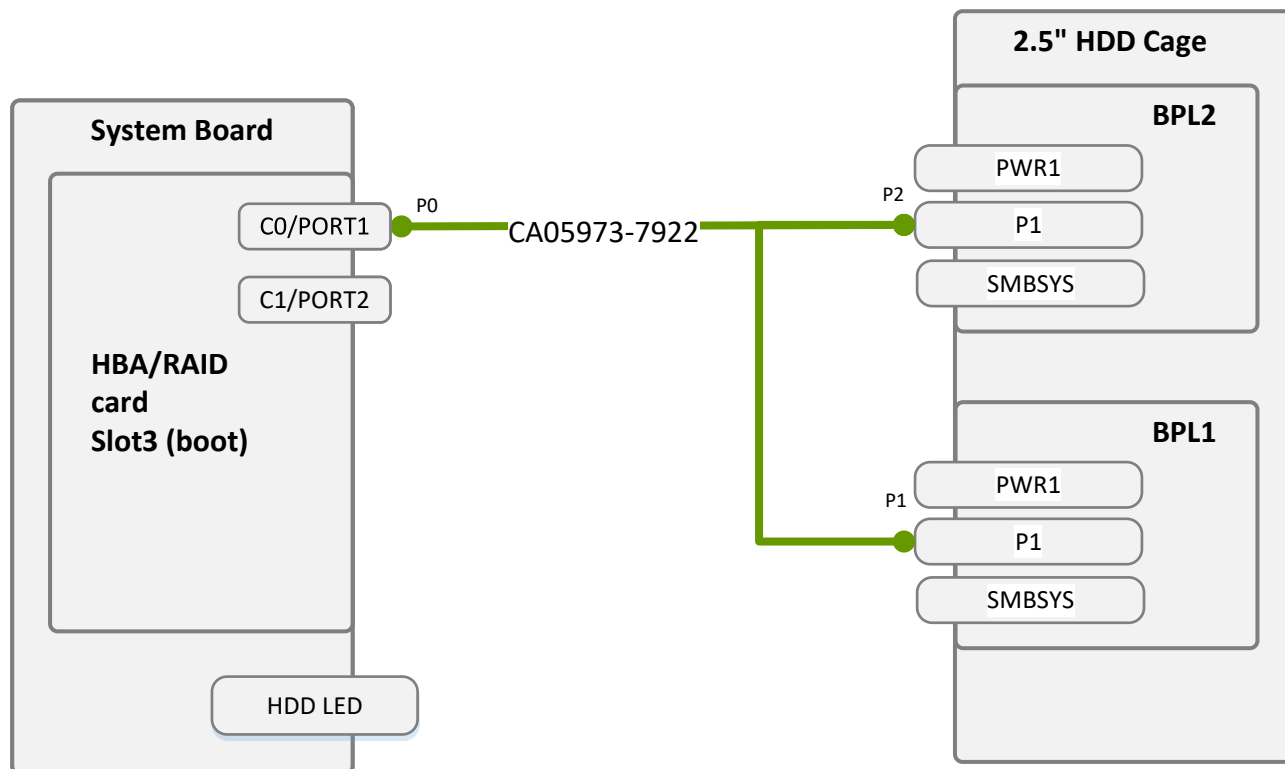 2.5" HDD Cage
System Board
BPL2
PWR1
P0
P2
C0/PORT1
CA05973-7922
P1
C1/PORT2
SMBSYS
HBA/RAID
card
Slot3 (boot)
BPL1
PWR1
P1
P1
SMBSYS
HDD LED